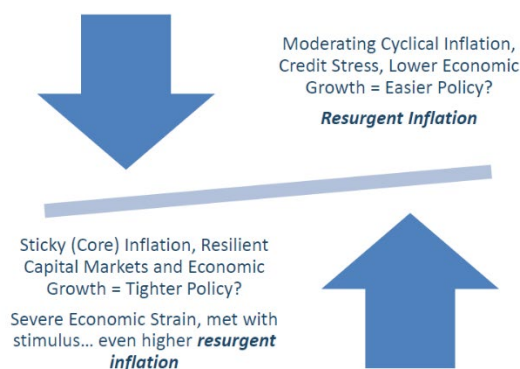 Moderating Cyclical Inflation,
Credit Stress, Lower Economic
Growth = Easier Policy?
Resurgent Inflation
Sticky (Core) Inflation, Resilient
Capital Markets and Economic
Growth = Tighter Policy?
Severe Economic Strain, met with
stimulus... even higher resurgent
inflation